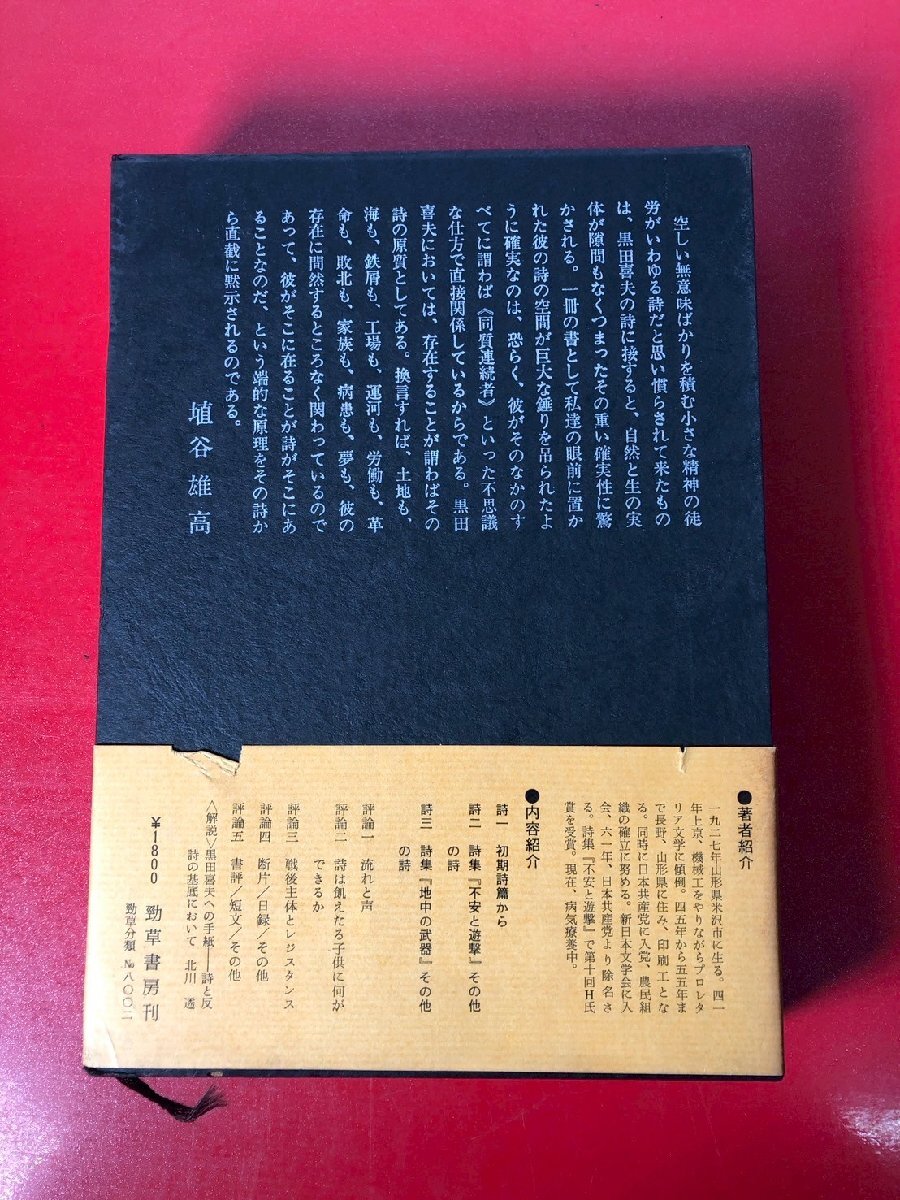 空しい無意味ばかりを積む小さな精神の徒
労がいわゆる詩だと思い慣らされて来たもの
は、黒田喜夫の詩に接すると、自然と生の実
体が隙間もなくつまったその重い確実性に驚
かされる。一冊の書として私達の眼前に置か
れた彼の詩の空間が巨大な錘りを吊られたよ
うに確実なのは、恐らく、彼がそのなかのす
べてに謂わば《同質連続者》といった不思議
な仕方で直接関係しているからである。黒田
喜夫においては、存在することが謂わばその
詩の原質としてある。換言すれば、土地も、
海も、鉄屑も、工場も、運河も、労働も、革
命も、敗北も、家族も、病患も、夢も、彼の
存在に間然するところなく関わっているので
あって、彼がそこに在ることが詩がそこにあ
ることなのだ、という端的な原理をその詩か
ら直截に黙示されるのである。
埴谷雄高
●著者紹介
一九二七年山形県米沢市に生る。四一
年上京、機械工をやりながらプロレタ
リア文学に傾倒。四五年から五五年ま
で長野、山形県に住み、印刷工とな
る。同時に日本共産党に入党、農民組
織の確立に努める。新日本文学会に入
会、六一年、日本共産党より除名さ
る。詩集『不安と遊撃』で第十回H氏
賞を受賞。現在、病気療養中。
●内容紹介
詩一 初期詩篇から
詩二 詩集『不安と遊撃』その他
の詩
詩三 詩集『地中の武器』その他
の詩
評論一 流れと声
評論二 詩は飢えたる子供に何が
できるか
評論三 戦後主体とレジスタンス
評論四 断片/日録/その他
評論五 書評/短文/その他
〈解説〉黒田喜夫への手紙——詩と反
詩の基底において 北川 透
¥1800 勁草書房刊
勁草分類 №八〇〇二